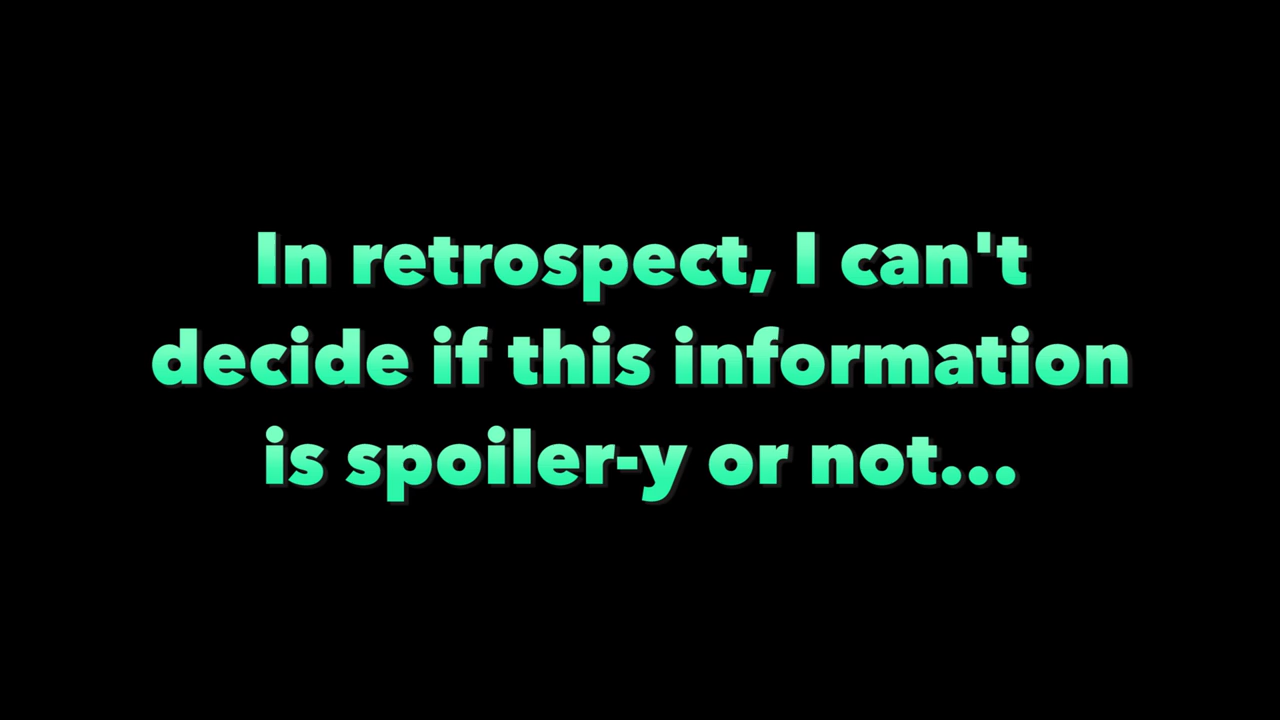 In retrospect, I can't
decide if this information
is spoiler-y or not...